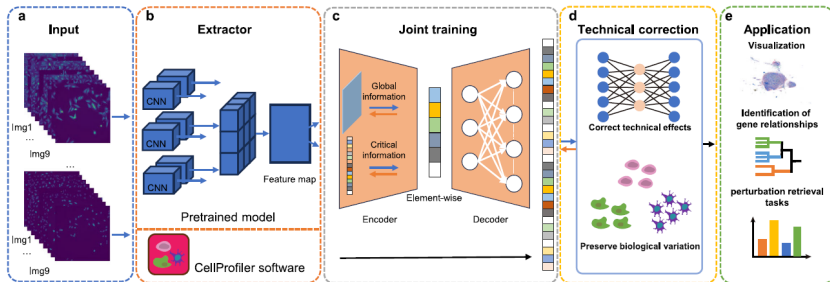 a
Input
Img1
...
Img9
...
Img1
...
Img9
b
Extractor
CNN
CNN
CNN
Feature map
Pretrained model
CellProfiler software
c
Joint training
Global
information
Critical
information
Element-wise
Encoder
Decoder
d
Technical correction
Correct technical effects
Preserve biological variation
e
Application
Visualization
Identification of
gene relationships
perturbation retrieval
tasks